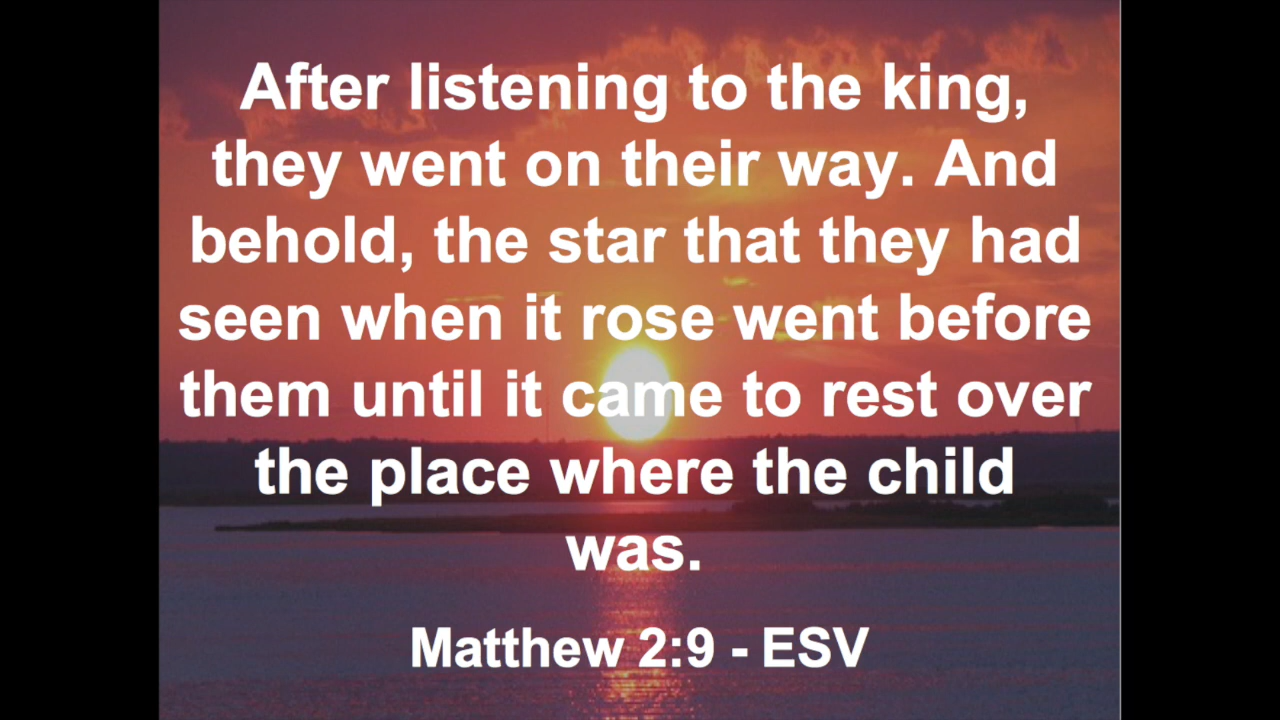 After listening to the king,
they went on their way. And
behold, the star that they had
seen when it rose went before
them until it came to rest over
the place where the child
was.
Matthew 2:9 - ESV